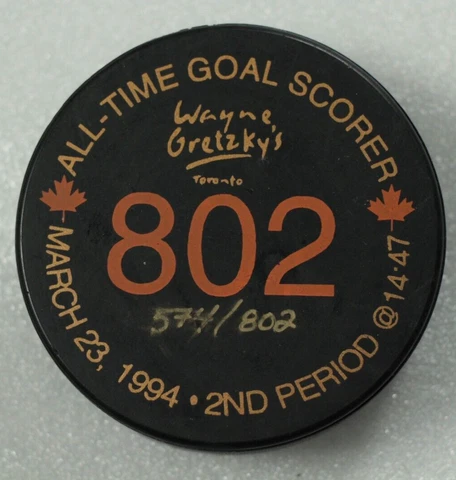 ALL-TIME GOAL SCORER
Wayne
Gretzky's
Toronto
802
574/802
MARCH 23, 1994 • 2ND PERIOD @ 14:47